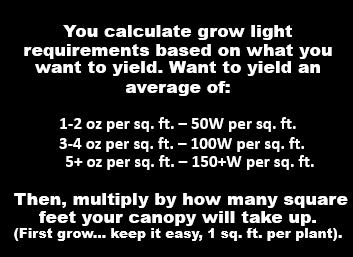 You calculate grow light
requirements based on what you
want to yield. Want to yield an
average of:
1-2 oz per sq. ft. – 50W per sq. ft.
3-4 oz per sq. ft. – 100W per sq. ft.
5+ oz per sq. ft. – 150+W per sq. ft.
Then, multiply by how many square
feet your canopy will take up.
(First grow... keep it easy, 1 sq. ft. per plant).